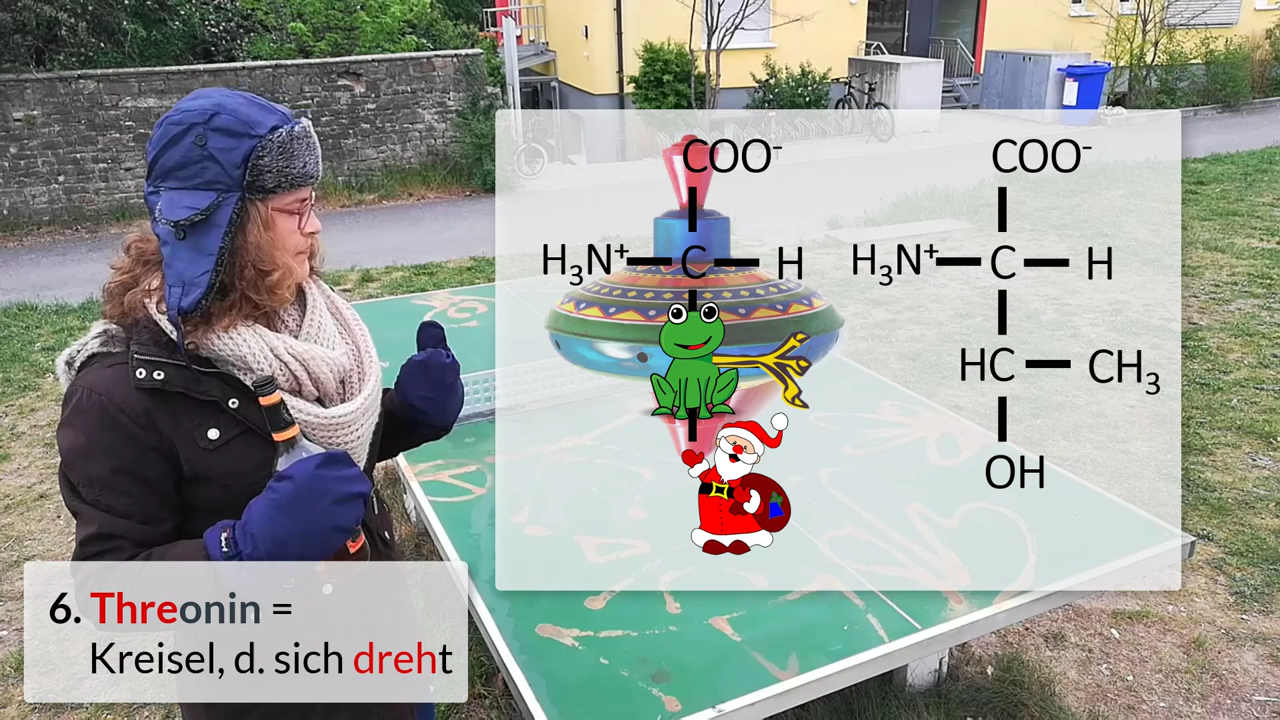 COO⁻ COO⁻
H₃N⁺ C H H₃N⁺ C H
HC CH₃
OH
6. Threonin =
Kreisel, d. sich dreht